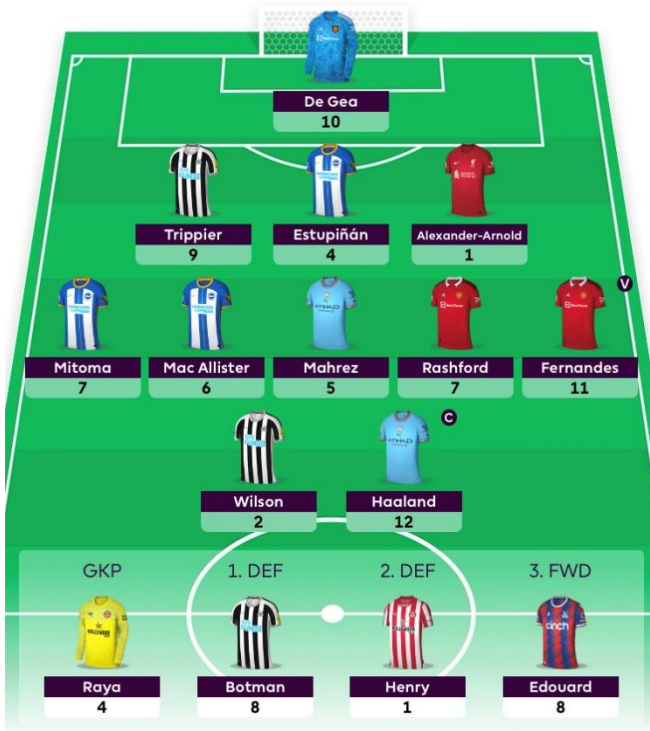 De Gea
10
Trippier
9
Estupiñán
4
Alexander-Arnold
1
V
Mitoma
7
Mac Allister
6
Mahrez
5
Rashford
7
Fernandes
11
C
Wilson
2
Haaland
12
GKP
1. DEF
2. DEF
3. FWD
cinch
Raya
4
Botman
8
Henry
1
Edouard
8